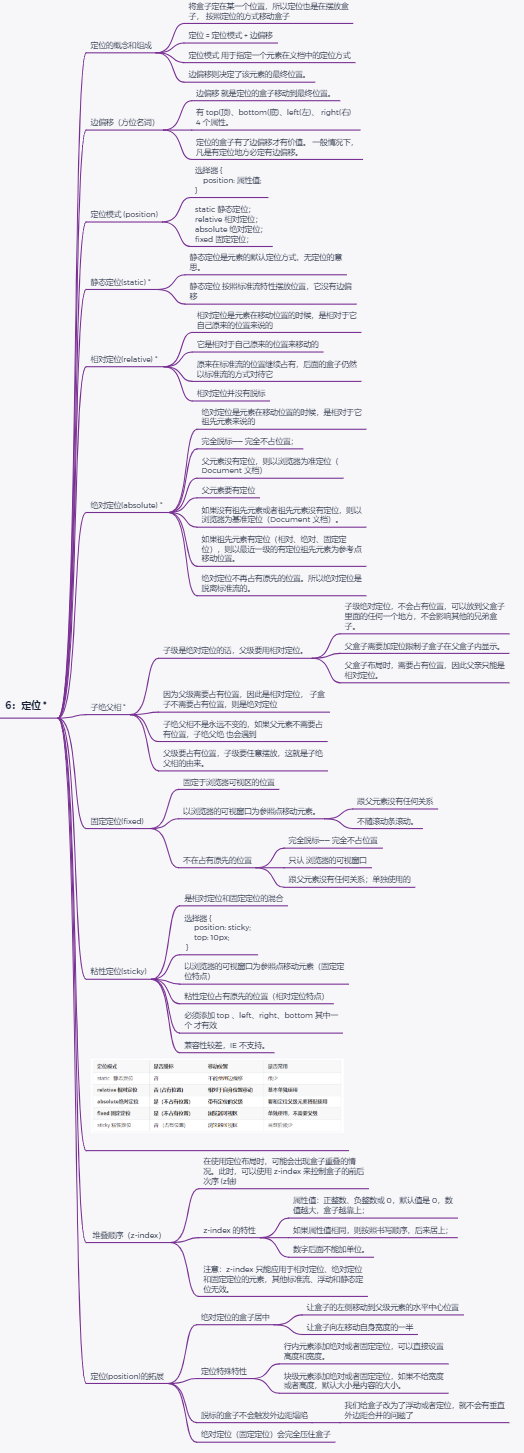 将盒子定在某一个位置，所以定位也是在摆放盒
子， 按照定位的方式移动盒子
定位的概念和组成
定位 = 定位模式 + 边偏移
定位模式 用于指定一个元素在文档中的定位方式
边偏移则决定了该元素的最终位置。
边偏移（方位名词）
边偏移 就是定位的盒子移动到最终位置。
有 top(顶)、bottom(底)、left(左)、 right(右)
4 个属性。
定位的盒子有了边偏移才有价值。 一般情况下，
凡是有定位地方必定有边偏移。
定位模式 (position)
选择器 {
position: 属性值;
}
static 静态定位；
relative 相对定位；
absolute 绝对定位；
fixed 固定定位；
静态定位(static) *
静态定位是元素的默认定位方式，无定位的意
思。
静态定位 按照标准流特性摆放位置，它没有边偏
移
相对定位(relative) *
相对定位是元素在移动位置的时候，是相对于它
自己原来的位置来说的
它是相对于自己原来的位置来移动的
原来在标准流的位置继续占有，后面的盒子仍然
以标准流的方式对待它
相对定位并没有脱标
绝对定位(absolute) *
绝对定位是元素在移动位置的时候，是相对于它
祖先元素来说的
完全脱标—— 完全不占位置；
父元素没有定位，则以浏览器为准定位（
Document 文档）
父元素要有定位
如果没有祖先元素或者祖先元素没有定位，则以
浏览器为基准定位（Document 文档）。
如果祖先元素有定位（相对、绝对、固定定
位），则以最近一级的有定位祖先元素为参考点
移动位置。
绝对定位不再占有原先的位置。所以绝对定位是
脱离标准流的。
6：定位 *
子绝父相 *
子级是绝对定位的话，父级要用相对定位。
子级绝对定位，不会占有位置，可以放到父盒子
里面的任何一个地方，不会影响其他的兄弟盒
子。
父盒子需要加定位限制子盒子在父盒子内显示。
父盒子布局时，需要占有位置，因此父亲只能是
相对定位。
因为父级需要占有位置，因此是相对定位， 子盒
子不需要占有位置，则是绝对定位
子绝父相不是永远不变的，如果父元素不需要占
有位置，子绝父绝 也会遇到
父级要占有位置，子级要任意摆放，这就是子绝
父相的由来。
固定定位(fixed)
固定于浏览器可视区的位置
以浏览器的可视窗口为参照点移动元素。
跟父元素没有任何关系
不随滚动条滚动。
不在占有原先的位置
完全脱标—— 完全不占位置
只认 浏览器的可视窗口
跟父元素没有任何关系；单独使用的
粘性定位(sticky)
是相对定位和固定定位的混合
选择器 {
position: sticky;
top: 10px;
}
以浏览器的可视窗口为参照点移动元素（固定定
位特点）
粘性定位占有原先的位置（相对定位特点）
必须添加 top 、left、right、bottom 其中一
个 才有效
兼容性较差，IE 不支持。
定位模式 是否脱标 移动位置 是否常用
static 静态定位 否 不能使用边偏移 很少
relative 相对定位 否 (占有位置) 相对于自身位置移动 基本单独使用
absolute绝对定位 是（不占有位置） 带有定位的父级 要和定位父级元素搭配使用
fixed 固定定位 是（不占有位置） 浏览器可视区 单独使用，不需要父级
sticky 粘性定位 否 （占有位置） 浏览器可视区 当前阶段少
堆叠顺序（z-index）
在使用定位布局时，可能会出现盒子重叠的情
况。此时，可以使用 z-index 来控制盒子的前后
次序 (z轴)
z-index 的特性
属性值：正整数、负整数或 0，默认值是 0，数
值越大，盒子越靠上；
如果属性值相同，则按照书写顺序，后来居上；
数字后面不能加单位。
注意：z-index 只能应用于相对定位、绝对定位
和固定定位的元素，其他标准流、浮动和静态定
位无效。
定位(position)的拓展
绝对定位的盒子居中
让盒子的左侧移动到父级元素的水平中心位置
让盒子向左移动自身宽度的一半
定位特殊特性
行内元素添加绝对或者固定定位，可以直接设置
高度和宽度。
块级元素添加绝对或者固定定位，如果不给宽度
或者高度，默认大小是内容的大小。
脱标的盒子不会触发外边距塌陷
我们给盒子改为了浮动或者定位，就不会有垂直
外边距合并的问题了
绝对定位（固定定位）会完全压住盒子